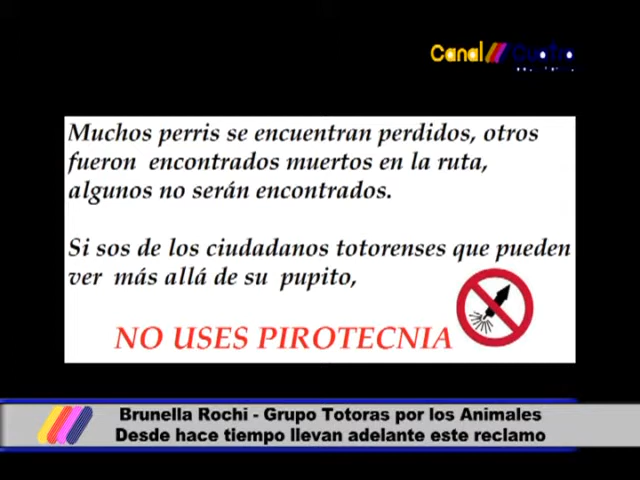 Canal Cuatro
Muchos perris se encuentran perdidos, otros
fueron encontrados muertos en la ruta,
algunos no serán encontrados.
Si sos de los ciudadanos totorenses que pueden
ver más allá de su pupito,
NO USES PIROTECNIA
Brunella Rochi - Grupo Totoras por los Animales
Desde hace tiempo llevan adelante este reclamo